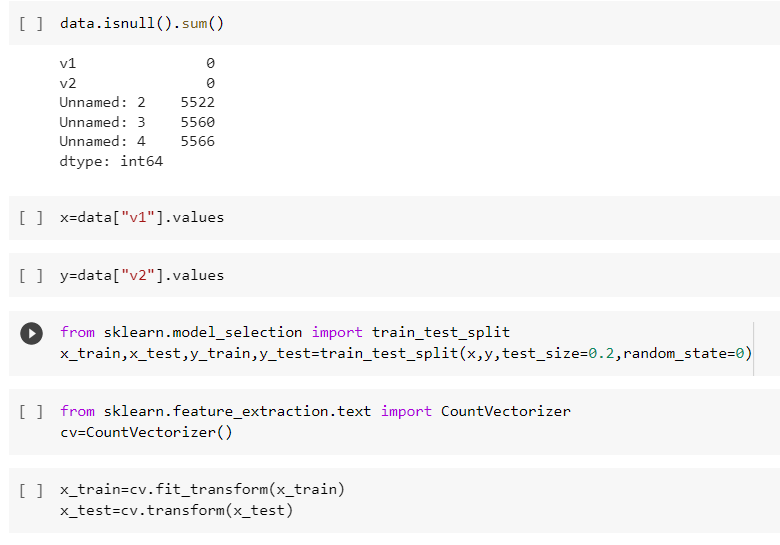 [ ] data.isnull().sum()
v1 0
v2 0
Unnamed: 2 5522
Unnamed: 3 5560
Unnamed: 4 5566
dtype: int64
[ ] x=data["v1"].values
[ ] y=data["v2"].values
from sklearn.model_selection import train_test_split
x_train,x_test,y_train,y_test=train_test_split(x,y,test_size=0.2,random_state=0)
[ ] from sklearn.feature_extraction.text import CountVectorizer
cv=CountVectorizer()
[ ] x_train=cv.fit_transform(x_train)
x_test=cv.transform(x_test)